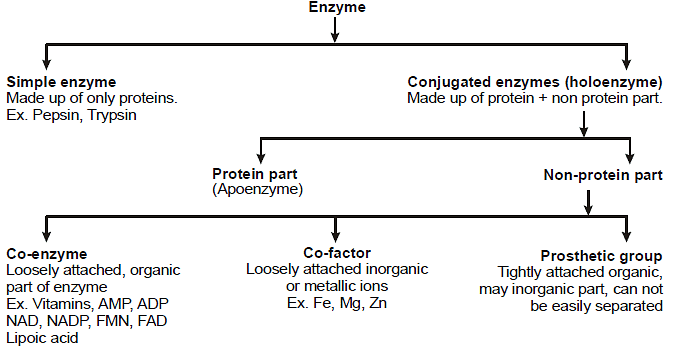 Enzyme
Simple enzyme
Made up of only proteins.
Ex. Pepsin, Trypsin
Conjugated enzymes (holoenzyme)
Made up of protein + non protein part.
Protein part
(Apoenzyme)
Non-protein part
Co-enzyme
Loosely attached, organic
part of enzyme
Ex. Vitamins, AMP, ADP
NAD, NADP, FMN, FAD
Lipoic acid
Co-factor
Loosely attached inorganic
or metallic ions
Ex. Fe, Mg, Zn
Prosthetic group
Tightly attached organic,
may inorganic part, can not
be easily separated